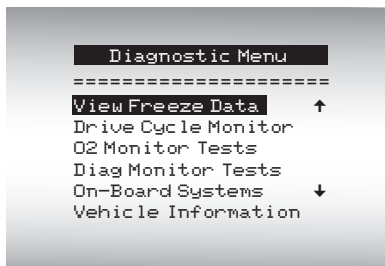 Diagnostic Menu
=====================
View Freeze Data ↑
Drive Cycle Monitor
O2 Monitor Tests
Diag Monitor Tests
On-Board Systems ↓
Vehicle Information